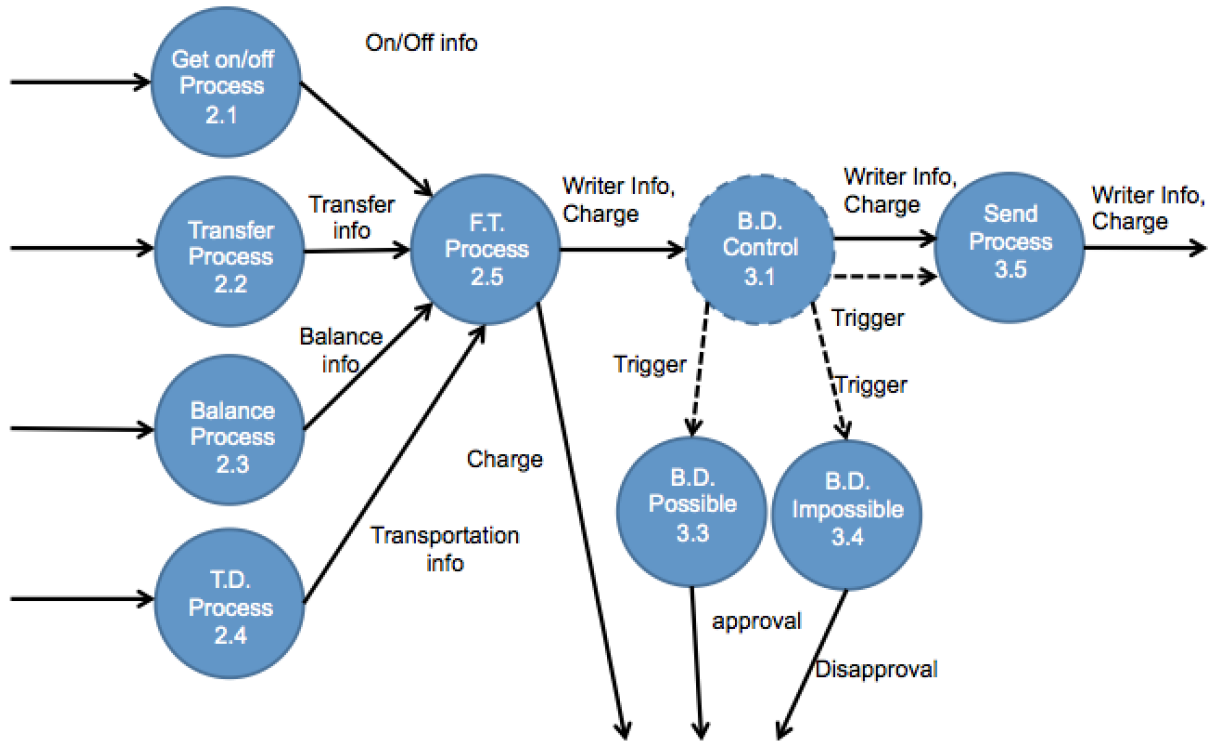 On/Off info
Get on/off
Process
2.1
Transfer
info
Transfer
Process
2.2
F.T.
Process
2.5
Writer Info,
Charge
B.D.
Control
3.1
Writer Info,
Charge
Send
Process
3.5
Writer Info,
Charge
Trigger
Balance
info
Trigger
Trigger
Balance
Process
2.3
Charge
B.D.
Possible
3.3
B.D.
Impossible
3.4
Transportation
info
T.D.
Process
2.4
approval
Disapproval